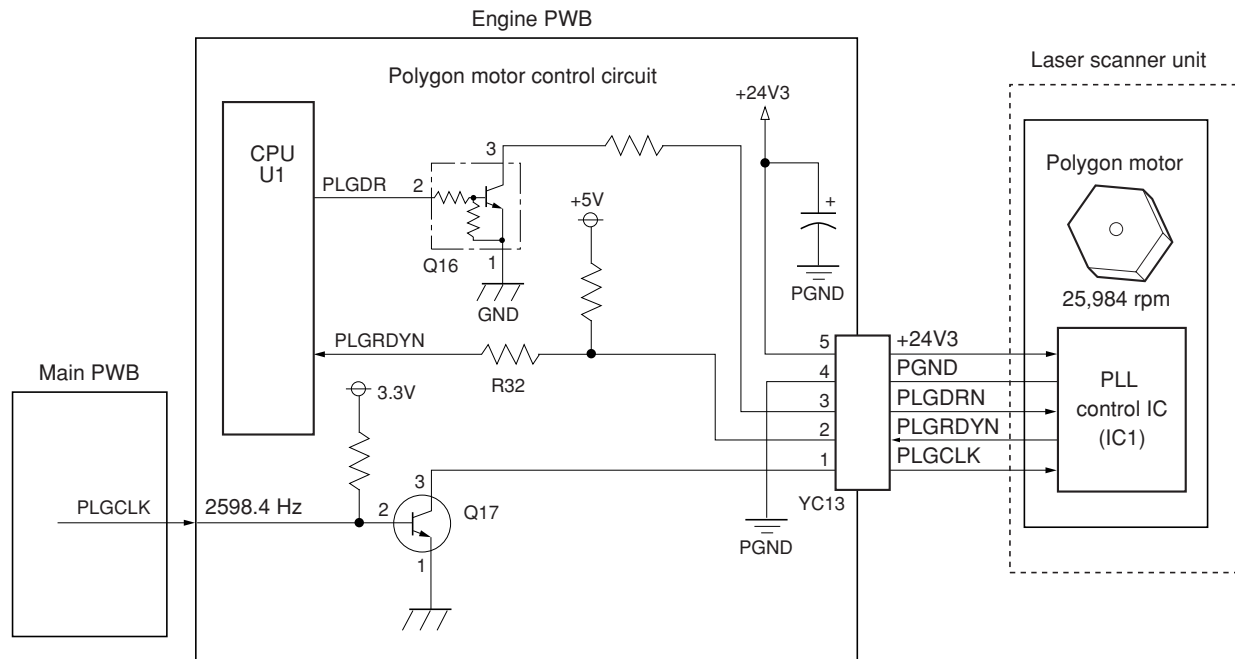 Engine PWB
Laser scanner unit
Polygon motor control circuit
+24V3
CPU
U1
PLGDR
2
3
1
Q16
GND
+5V
+
PGND
Polygon motor
25,984 rpm
PLGRDYN
R32
Main PWB
3.3V
5
4
3
2
1
YC13
+24V3
PGND
PLGDRN
PLGRDYN
PLGCLK
PLL
control IC
(IC1)
PLGCLK
2598.4 Hz
2
3
1
Q17
PGND